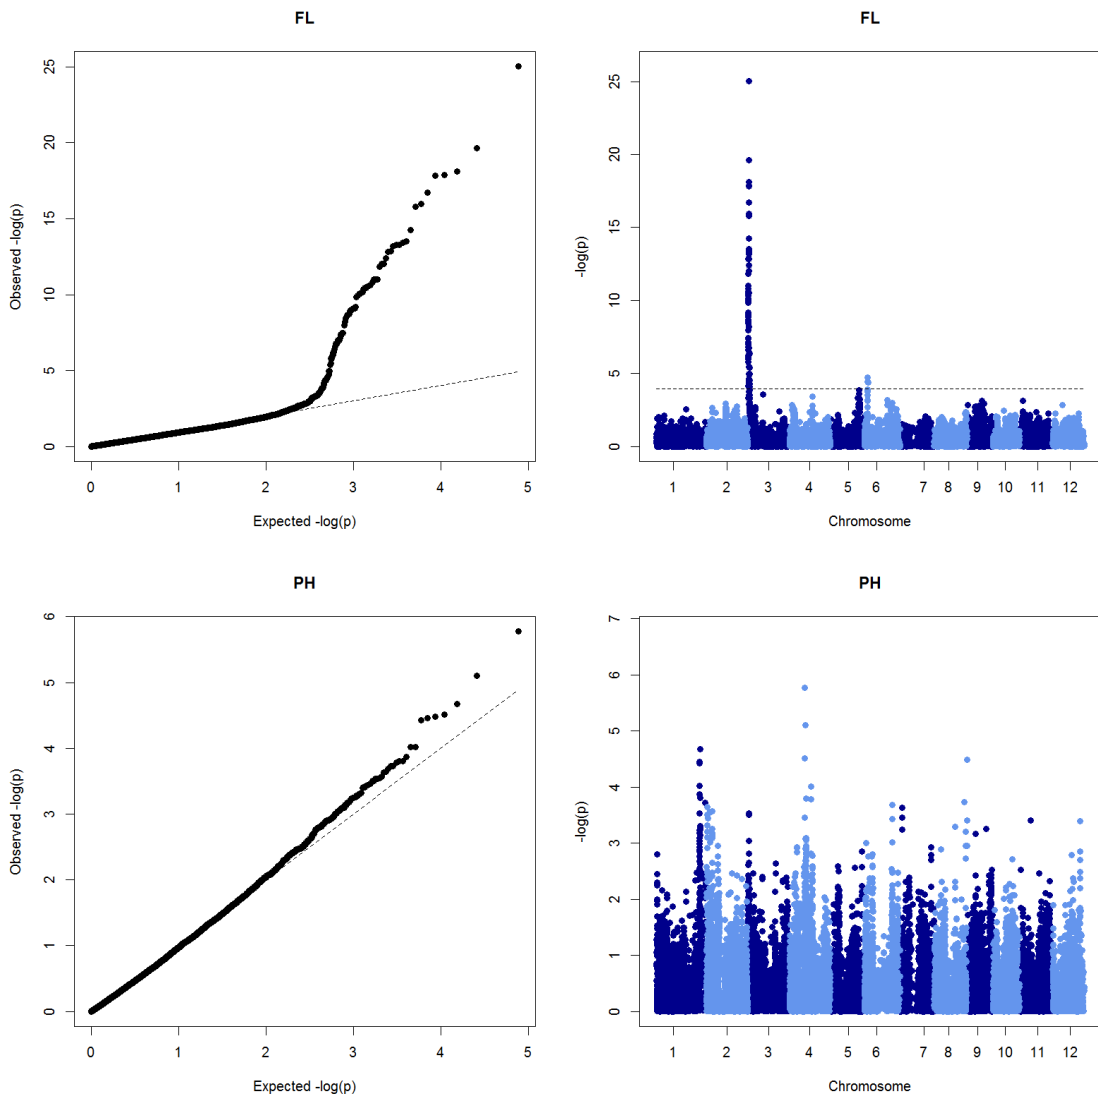 FL
Observed -log(p)
25
20
15
10
5
0
0 1 2 3 4 5
Expected -log(p)
FL
-log(p)
25
20
15
10
5
0
1 2 3 4 5 6 7 8 9 10 11 12
Chromosome
PH
Observed -log(p)
6
5
4
3
2
1
0
0 1 2 3 4 5
Expected -log(p)
PH
-log(p)
7
6
5
4
3
2
1
0
1 2 3 4 5 6 7 8 9 10 11 12
Chromosome